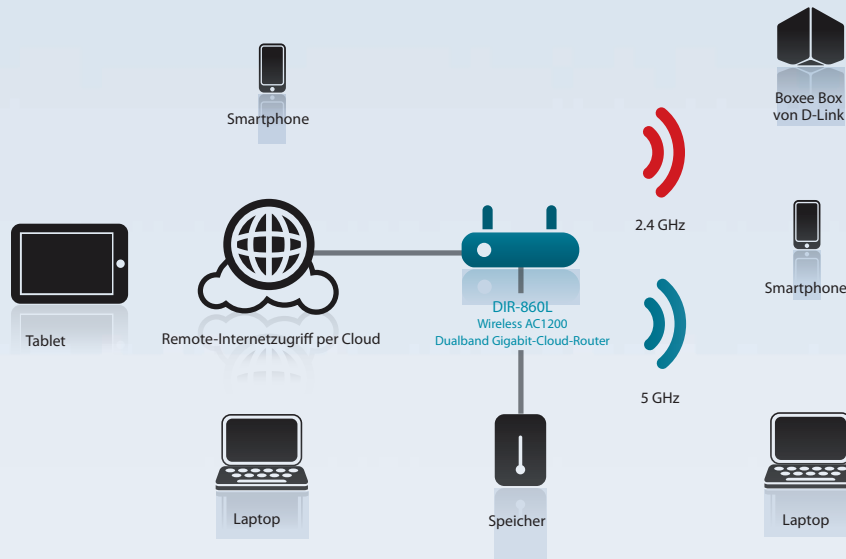 Smartphone
Boxee Box
von D-Link
2.4 GHz
Smartphone
Tablet
Remote-Internetzugriff per Cloud
DIR-860L
Wireless AC1200
Dualband Gigabit-Cloud-Router
5 GHz
Laptop
Speicher
Laptop